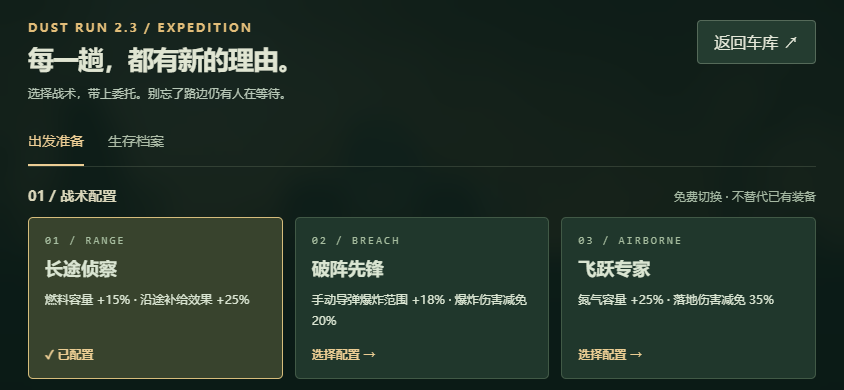 DUST RUN 2.3 / EXPEDITION
每一趟，都有新的理由。
返回车库 ↗
选择战术，带上委托。别忘了路边仍有人在等待。
出发准备 生存档案
01 / 战术配置
免费切换 · 不替代已有装备
01 / RANGE
长途侦察
燃料容量 +15% · 沿途补给效果 +25%
✓ 已配置
02 / BREACH
破阵先锋
手动导弹爆炸范围 +18% · 爆炸伤害减免
20%
选择配置 →
03 / AIRBORNE
飞跃专家
氮气容量 +25% · 落地伤害减免 35%
选择配置 →